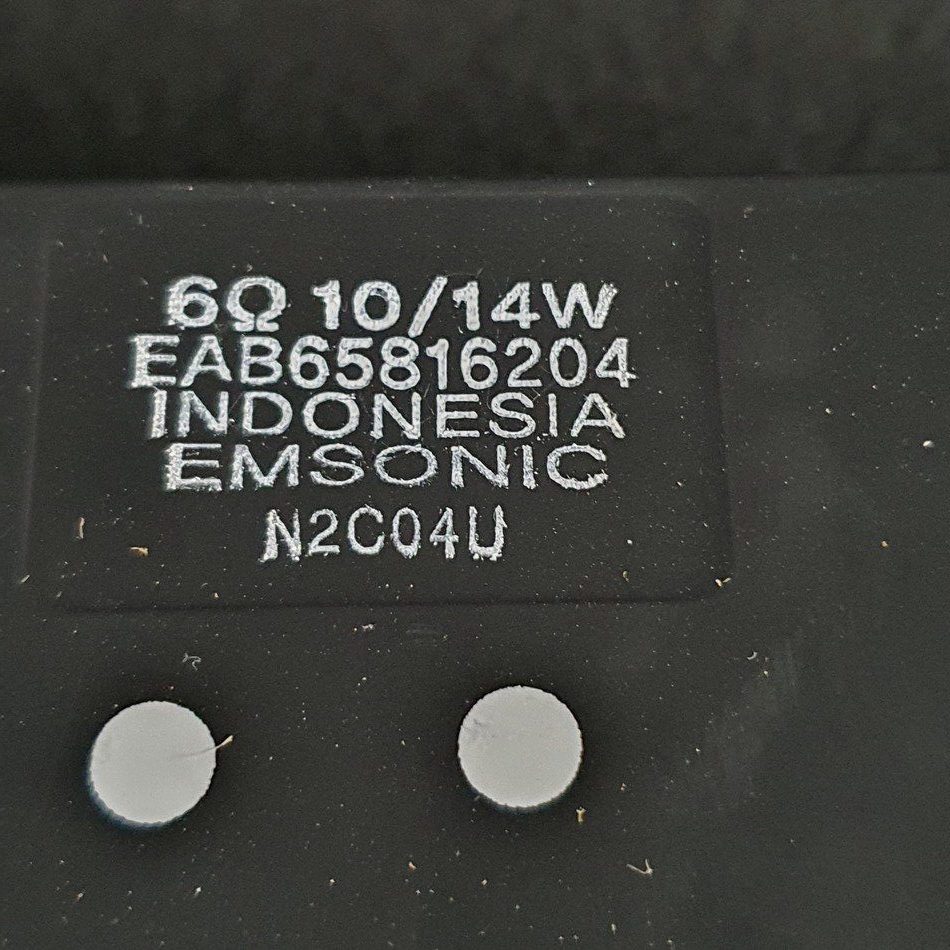 6Ω 10/14W
EAB65816204
INDONESIA
EMSONIC
N2C04U